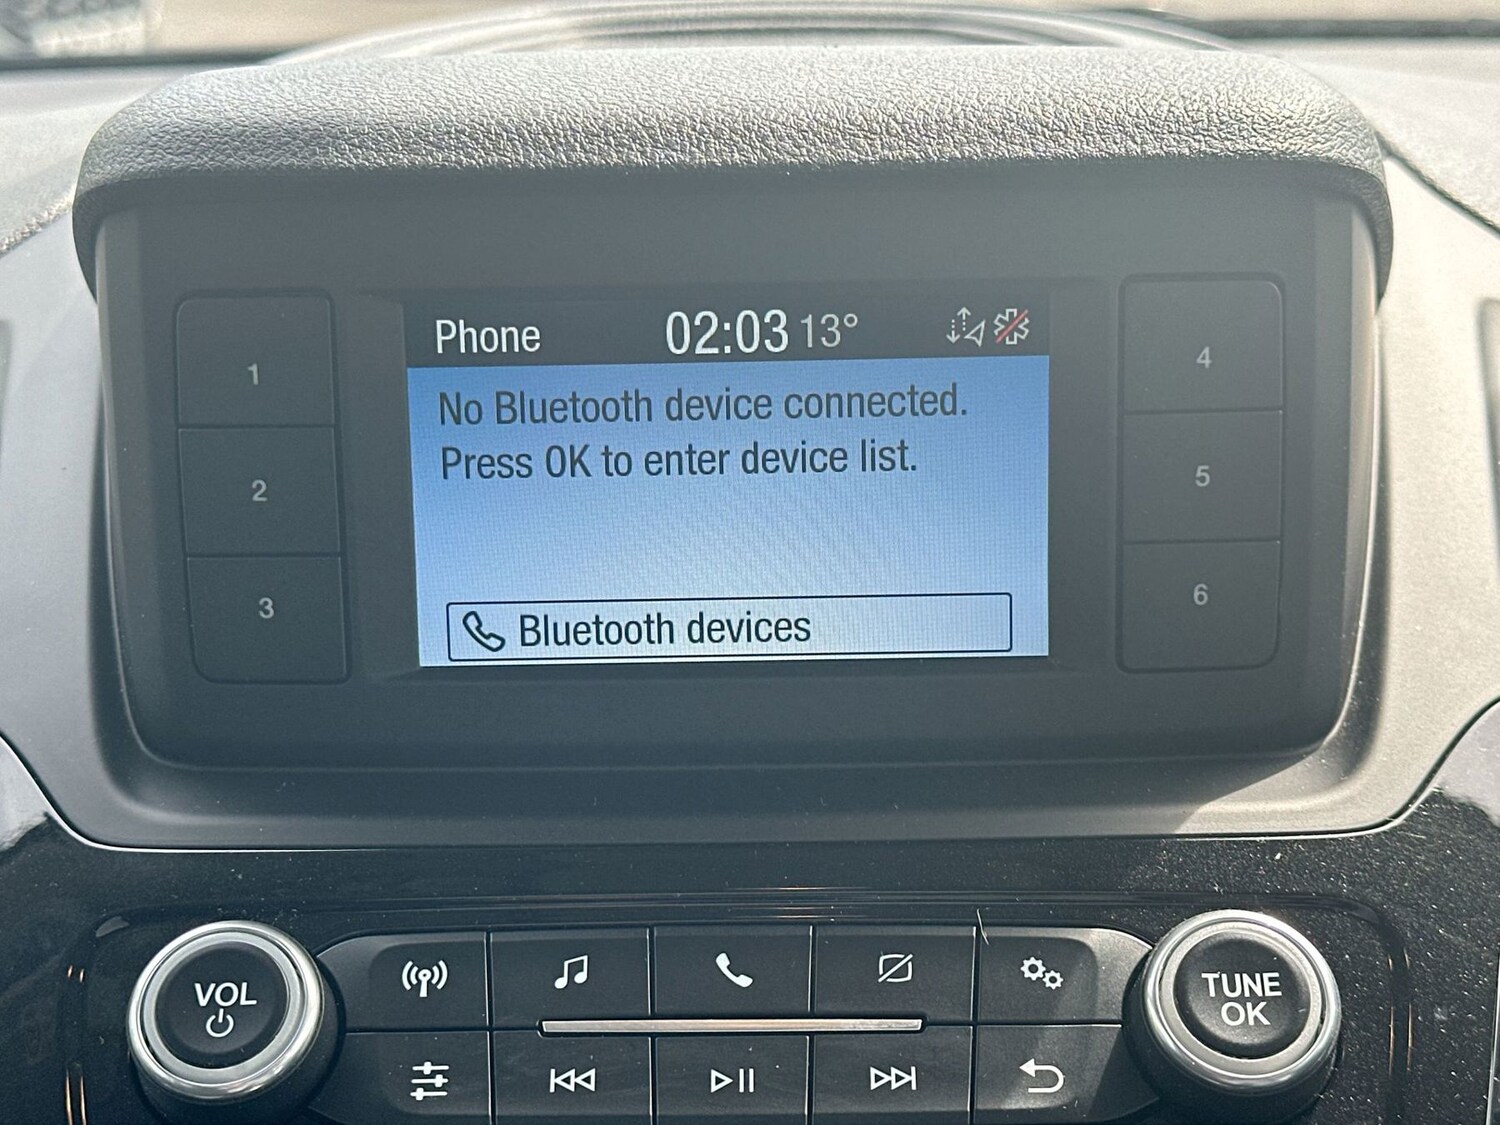 Phone 02:03 13°
No Bluetooth device connected.
Press OK to enter device list.
Bluetooth devices
1
2
3
4
5
6
VOL
TUNE
OK